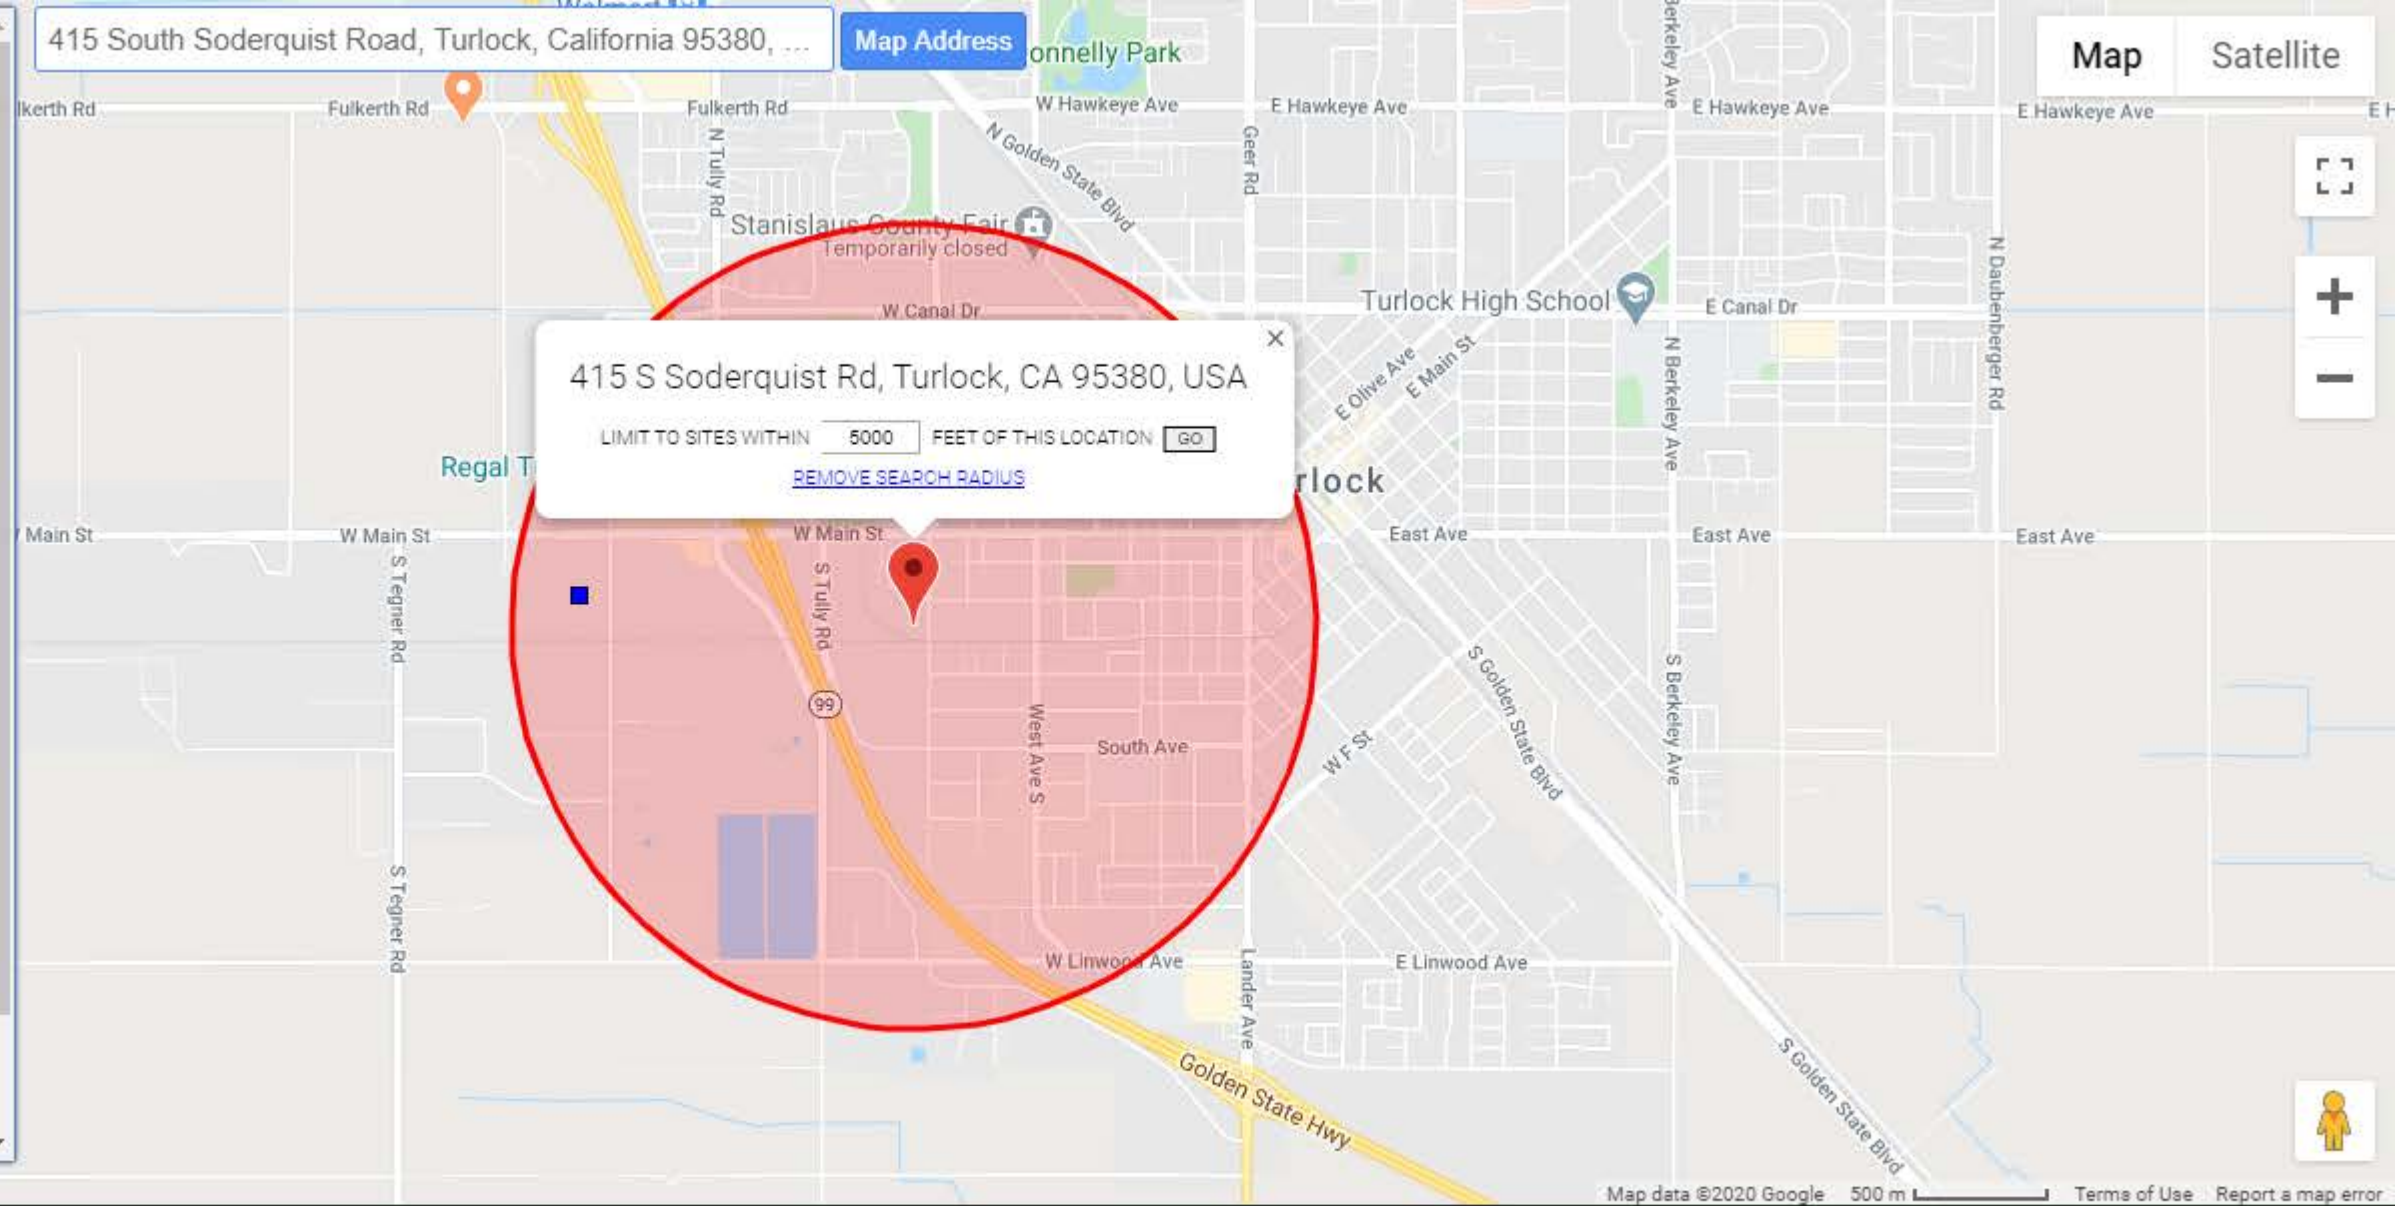 Walmart
415 South Soderquist Road, Turlock, California 95380, ...
Map Address
onnelly Park
Map
Satellite
lkerth Rd
Fulkerth Rd
Fulkerth Rd
W Hawkeye Ave
E Hawkeye Ave
E Hawkeye Ave
E Hawkeye Ave
E H
Berkeley Ave
N Tully Rd
N Golden State Blvd
Geer Rd
Stanislaus County Fair
Temporarily closed
N Daubenberger Rd
W Canal Dr
Turlock High School
E Canal Dr
415 S Soderquist Rd, Turlock, CA 95380, USA
LIMIT TO SITES WITHIN 5000 FEET OF THIS LOCATION GO
REMOVE SEARCH RADIUS
E Olive Ave
E Main St
N Berkeley Ave
Regal T
rlock
Main St
W Main St
W Main St
East Ave
East Ave
East Ave
S Tegner Rd
S Tully Rd
99
West Ave S
South Ave
W F St
S Golden State Blvd
S Berkeley Ave
S Tegner Rd
W Linwood Ave
E Linwood Ave
Lander Ave
Golden State Hwy
S Golden State Blvd
Map data ©2020 Google
500 m
Terms of Use
Report a map error